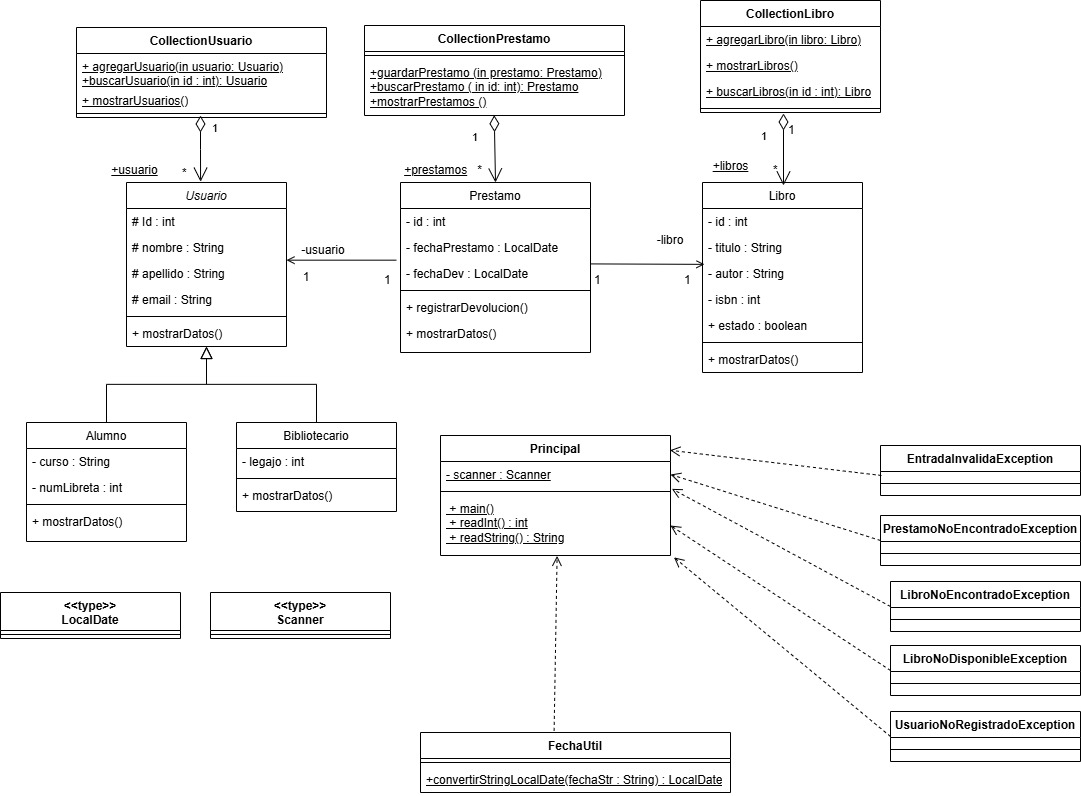 CollectionUsuario
+ agregarUsuario(in usuario: Usuario)
+buscarUsuario(in id : int): Usuario
+ mostrarUsuarios()
CollectionPrestamo
+guardarPrestamo (in prestamo: Prestamo)
+buscarPrestamo ( in id: int): Prestamo
+mostrarPrestamos ()
CollectionLibro
+ agregarLibro(in libro: Libro)
+ mostrarLibros()
+ buscarLibros(in id : int): Libro
1
+usuario
*
1
+prestamos
*
1
1
+libros
*
Usuario
# Id : int
# nombre : String
# apellido : String
# email : String
+ mostrarDatos()
-usuario
1
1
Prestamo
- id : int
- fechaPrestamo : LocalDate
- fechaDev : LocalDate
+ registrarDevolucion()
+ mostrarDatos()
-libro
1
1
Libro
- id : int
- titulo : String
- autor : String
- isbn : int
+ estado : boolean
+ mostrarDatos()
Alumno
- curso : String
- numLibreta : int
+ mostrarDatos()
Bibliotecario
- legajo : int
+ mostrarDatos()
Principal
- scanner : Scanner
+ main()
+ readInt() : int
+ readString() : String
EntradaInvalidaException
PrestamoNoEncontradoException
LibroNoEncontradoException
LibroNoDisponibleException
UsuarioNoRegistradoException
<<type>>
LocalDate
<<type>>
Scanner
FechaUtil
+convertirStringLocalDate(fechaStr : String) : LocalDate